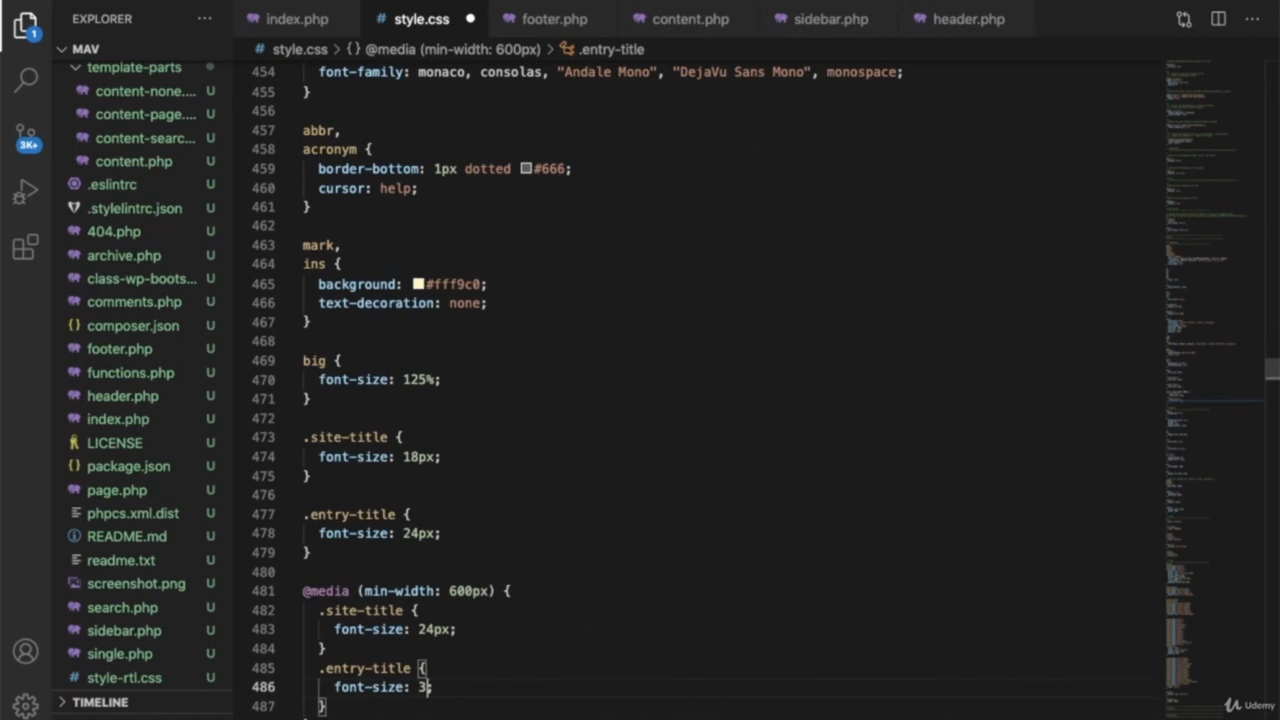 EXPLORER
index.php
style.css
footer.php
content.php
sidebar.php
header.php
1
MAV
# style.css > {} @media (min-width: 600px) > .entry-title
template-parts
content-none.... U
content-page.... U
content-searc... U
content.php U
.eslintrc U
.stylelintrc.json U
404.php U
archive.php U
class-wp-boots... U
comments.php U
composer.json U
footer.php U
functions.php U
header.php U
index.php U
LICENSE U
package.json U
page.php U
phpcs.xml.dist U
README.md U
readme.txt U
screenshot.png U
search.php U
sidebar.php U
single.php U
# style-rtl.css U
TIMELINE
3K+
454 font-family: monaco, consolas, "Andale Mono", "DejaVu Sans Mono", monospace;
455 }
456
457 abbr,
458 acronym {
459 border-bottom: 1px dotted #666;
460 cursor: help;
461 }
462
463 mark,
464 ins {
465 background: #fff9c0;
466 text-decoration: none;
467 }
468
469 big {
470 font-size: 125%;
471 }
472
473 .site-title {
474 font-size: 18px;
475 }
476
477 .entry-title {
478 font-size: 24px;
479 }
480
481 @media (min-width: 600px) {
482 .site-title {
483 font-size: 24px;
484 }
485 .entry-title {
486 font-size: 3;
487 }
Udemy